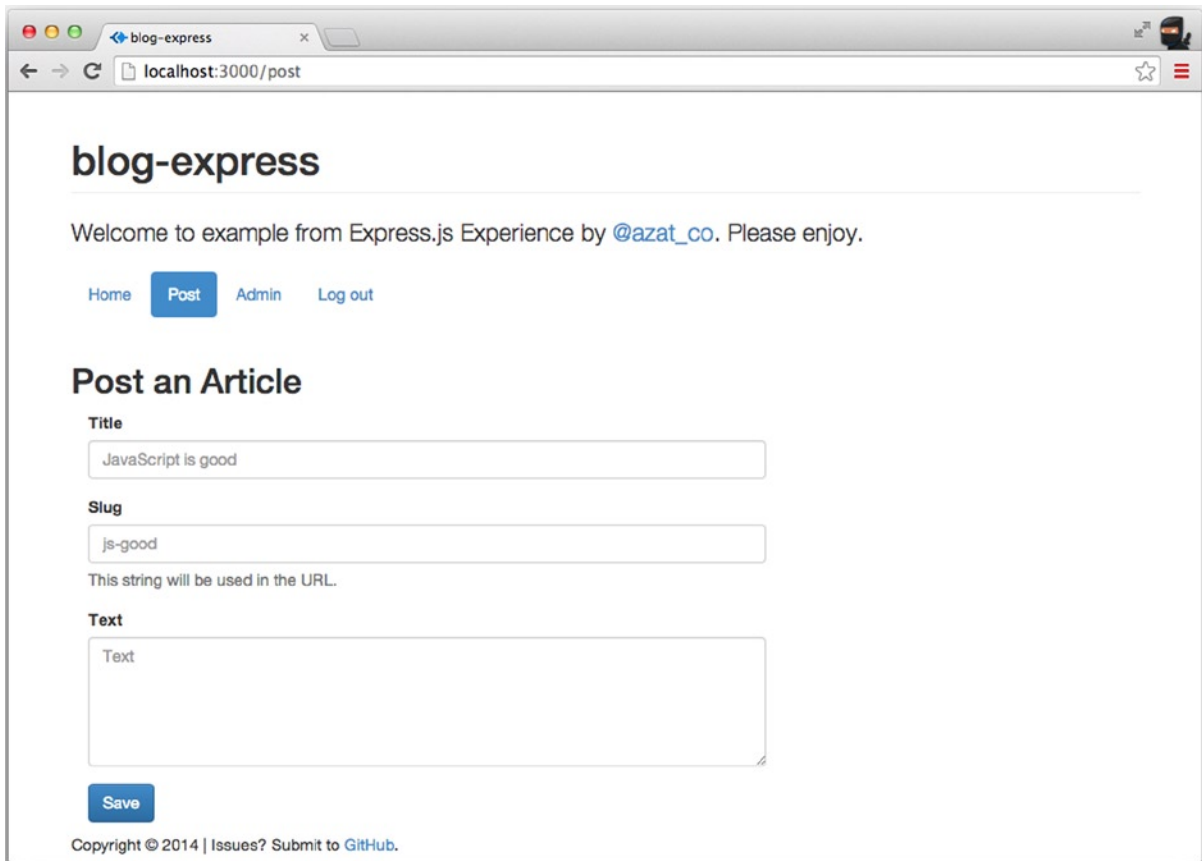 blog-express
localhost:3000/post
blog-express
Welcome to example from Express.js Experience by @azat_co. Please enjoy.
Home Post Admin Log out
Post an Article
Title
JavaScript is good
Slug
js-good
This string will be used in the URL.
Text
Text
Save
Copyright © 2014 | Issues? Submit to GitHub.